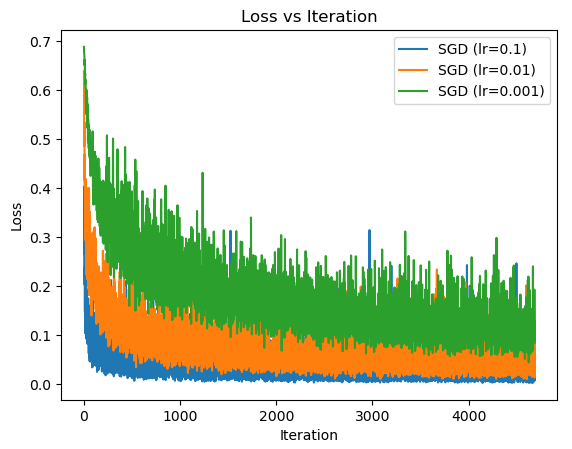 Loss vs Iteration
SGD (lr=0.1)
SGD (lr=0.01)
SGD (lr=0.001)
Loss
0.7
0.6
0.5
0.4
0.3
0.2
0.1
0.0
0
1000
2000
3000
4000
Iteration